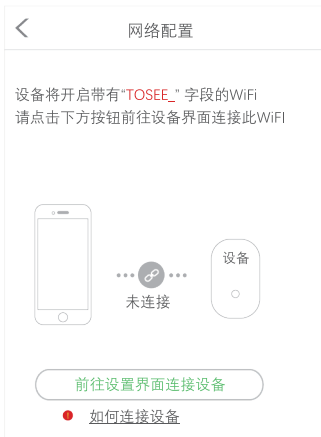 网络配置
设备将开启带有“TOSEE_” 字段的WiFi
请点击下方按钮前往设备界面连接此WiFI
设备
未连接
前往设置界面连接设备
如何连接设备